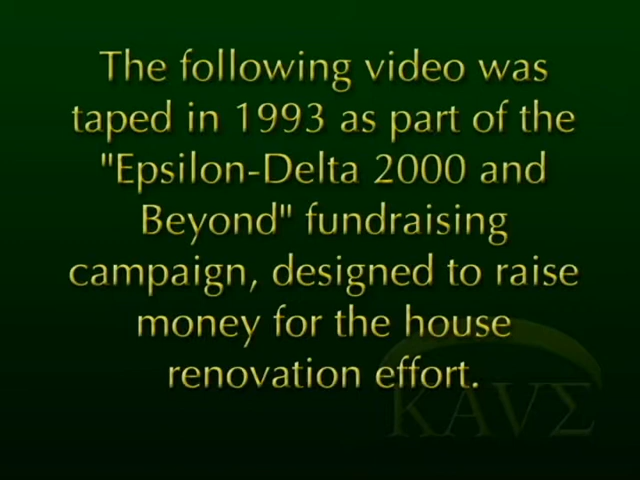 The following video was
taped in 1993 as part of the
"Epsilon-Delta 2000 and
Beyond" fundraising
campaign, designed to raise
money for the house
renovation effort.
KAVΣ